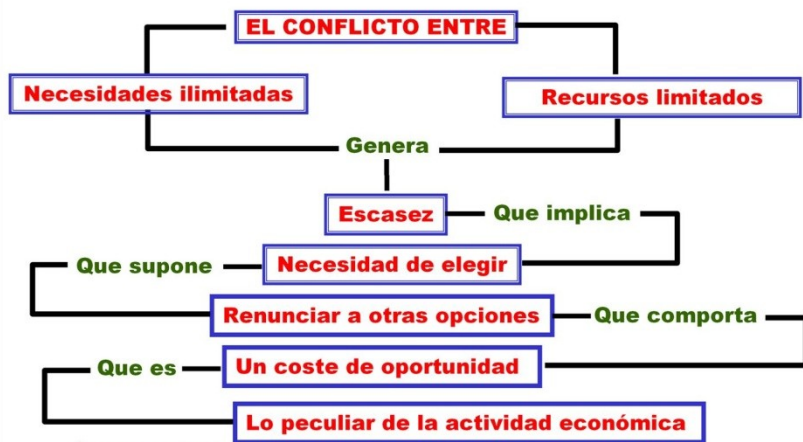 EL CONFLICTO ENTRE
Necesidades ilimitadas
Recursos limitados
Genera
Escasez
Que implica
Que supone
Necesidad de elegir
Renunciar a otras opciones
Que comporta
Que es
Un coste de oportunidad
Lo peculiar de la actividad económica